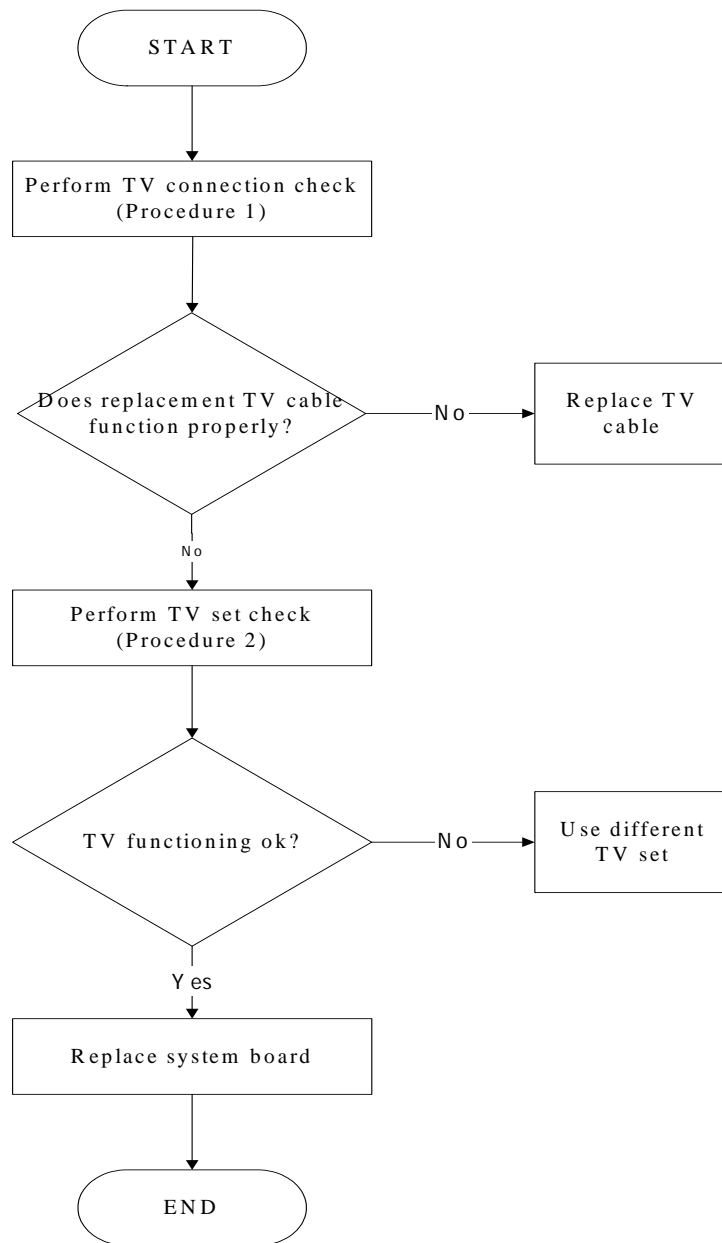 START
Perform TV connection check
(Procedure 1)
Does replacement TV cable
function properly?
No
Replace TV
cable
No
Perform TV set check
(Procedure 2)
TV functioning ok?
No
Use different
TV set
Yes
Replace system board
END